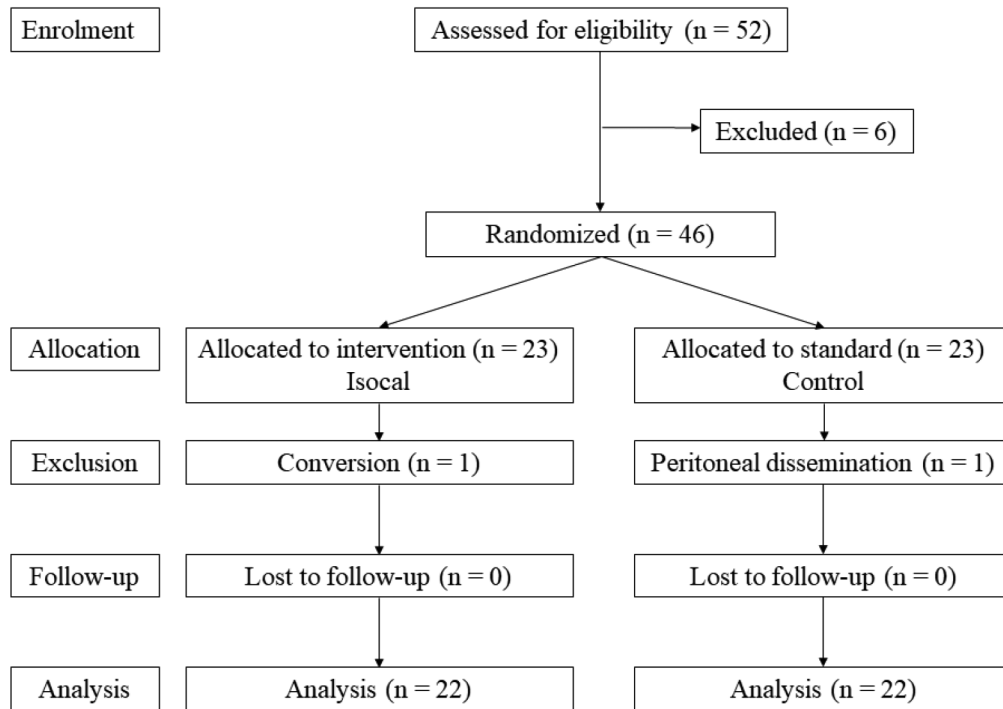 Enrolment
Assessed for eligibility (n = 52)
Excluded (n = 6)
Randomized (n = 46)
Allocation
Allocated to intervention (n = 23)
Isocal
Allocated to standard (n = 23)
Control
Exclusion
Conversion (n = 1)
Peritoneal dissemination (n = 1)
Follow-up
Lost to follow-up (n = 0)
Lost to follow-up (n = 0)
Analysis
Analysis (n = 22)
Analysis (n = 22)